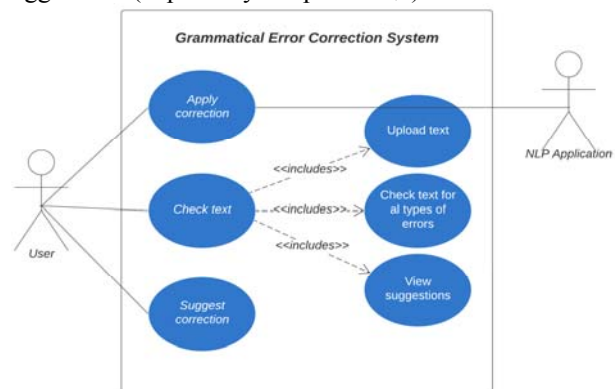 Grammatical Error Correction System
Apply
correction
Upload text
NLP Application
<<includes>>
Check text
<<includes>>
Check text for
al types of
errors
<<includes>>
User
View
suggestions
Suggest
correction